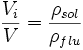 V_i / V = ρ_sol / ρ_flu